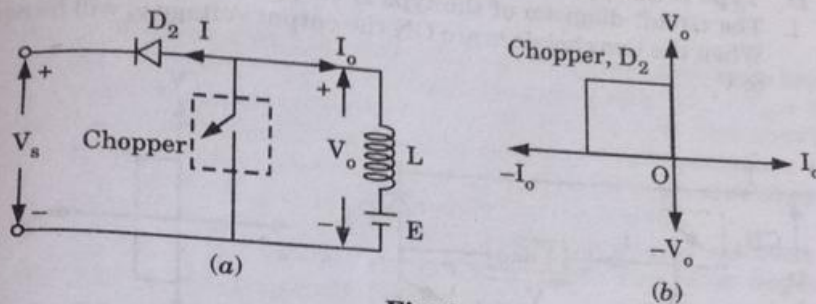 D₂
I
Iₒ
+
+
Vₛ
Chopper
Vₒ
L
−
−
E
(a)
Vₒ
Chopper, D₂
−Iₒ
O
Iₒ
−Vₒ
(b)